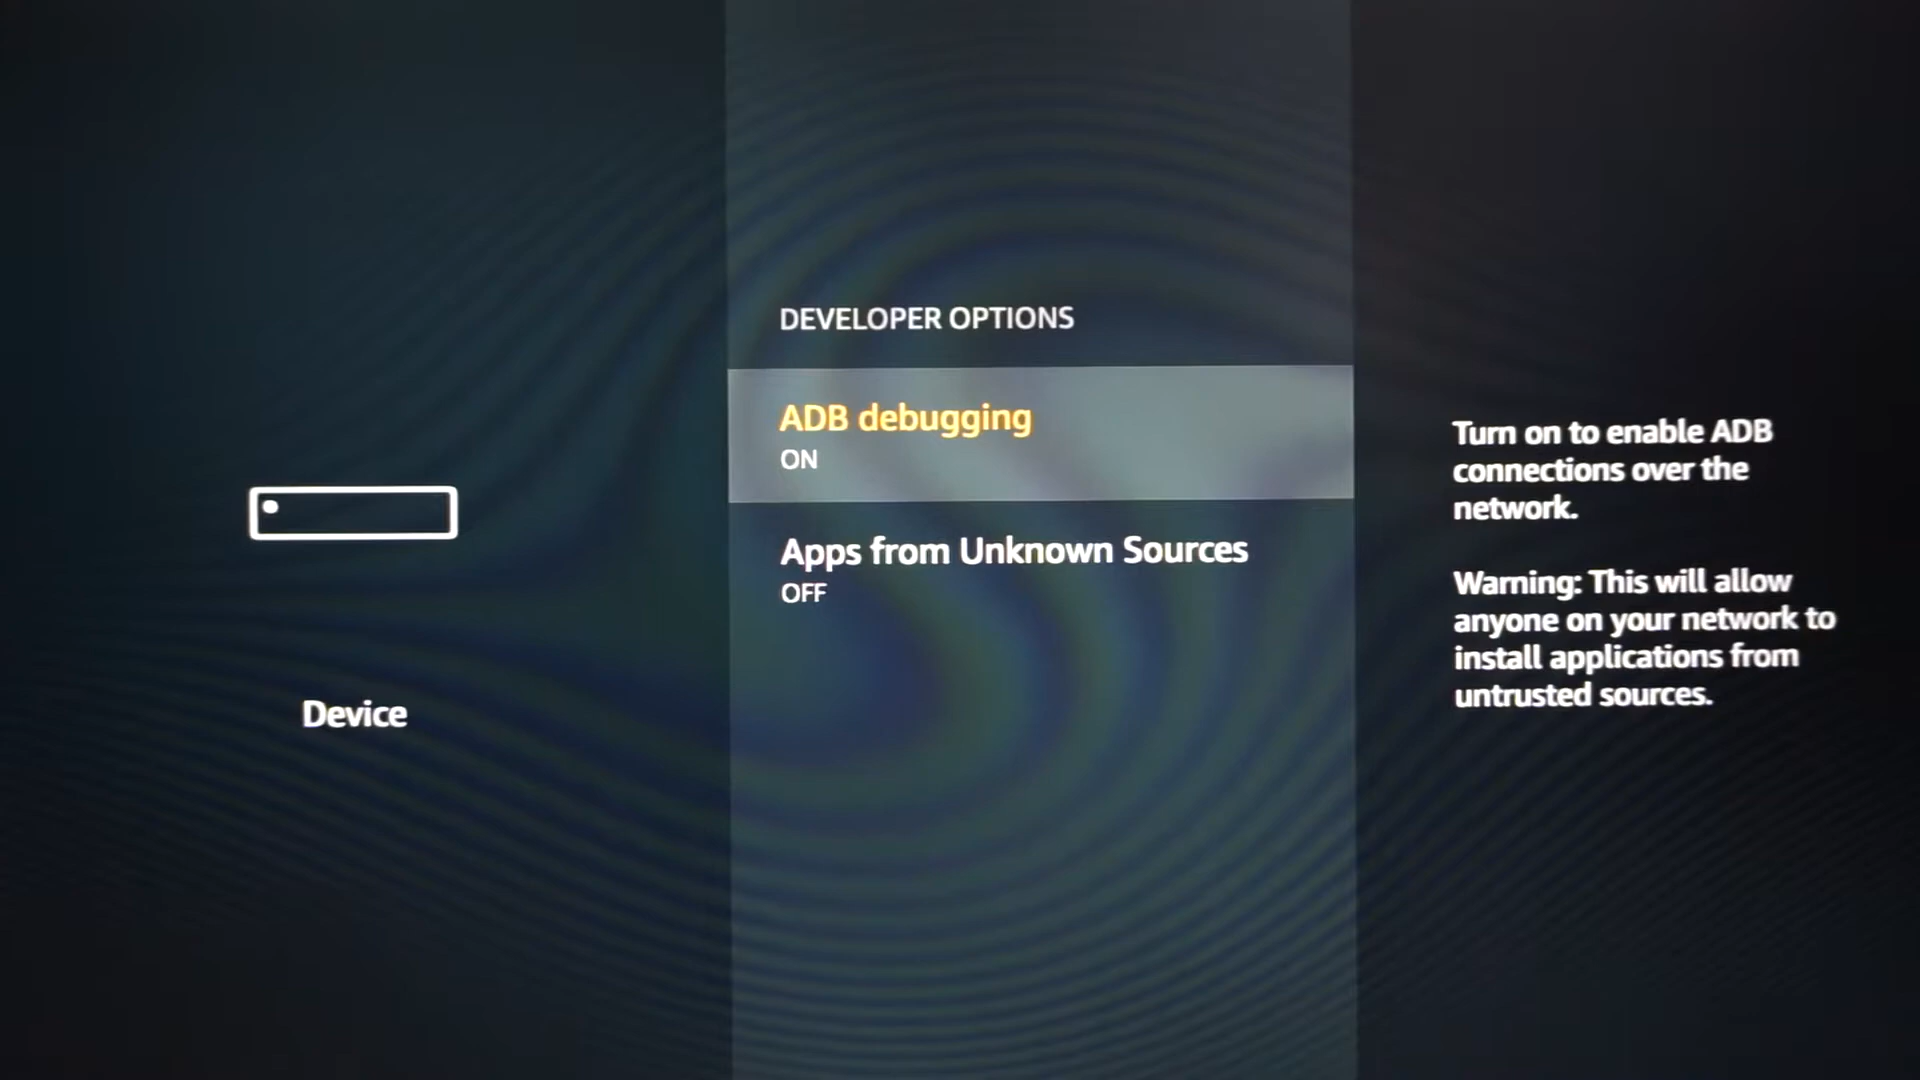 DEVELOPER OPTIONS
ADB debugging
ON
Apps from Unknown Sources
OFF
Device
Turn on to enable ADB
connections over the
network.
Warning: This will allow
anyone on your network to
install applications from
untrusted sources.